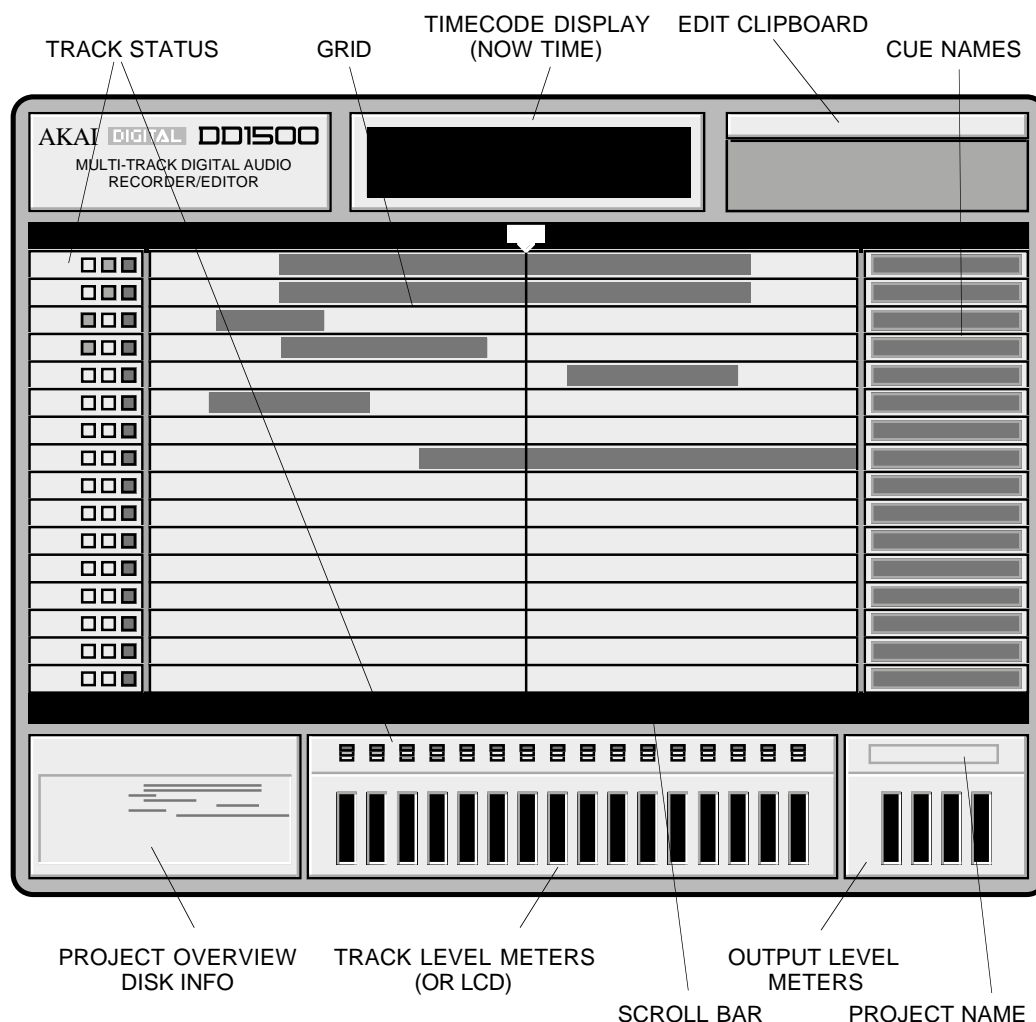 TIMECODE DISPLAY
(NOW TIME)
EDIT CLIPBOARD
TRACK STATUS
GRID
CUE NAMES
AKAI DIGITAL DD1500
MULTI-TRACK DIGITAL AUDIO
RECORDER/EDITOR
PROJECT OVERVIEW
DISK INFO
TRACK LEVEL METERS
(OR LCD)
OUTPUT LEVEL
METERS
SCROLL BAR
PROJECT NAME